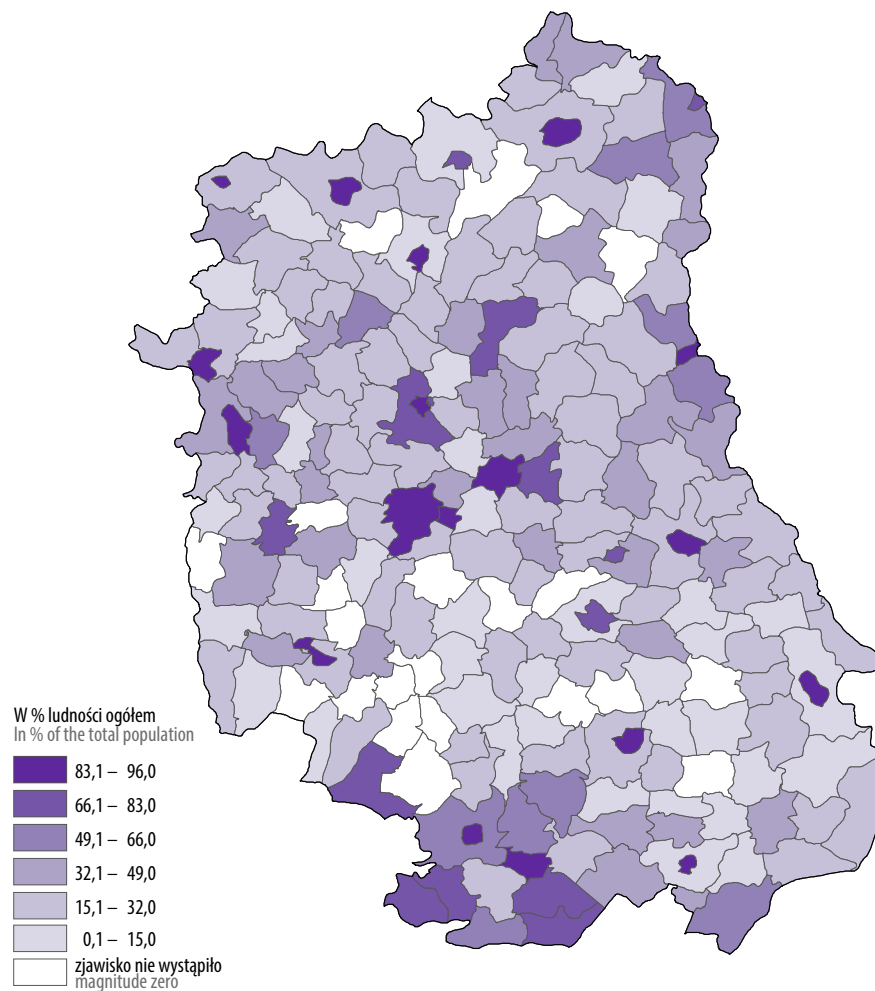 W % ludności ogółem
In % of the total population
83,1 – 96,0
66,1 – 83,0
49,1 – 66,0
32,1 – 49,0
15,1 – 32,0
0,1 – 15,0
zjawisko nie wystąpiło
magnitude zero